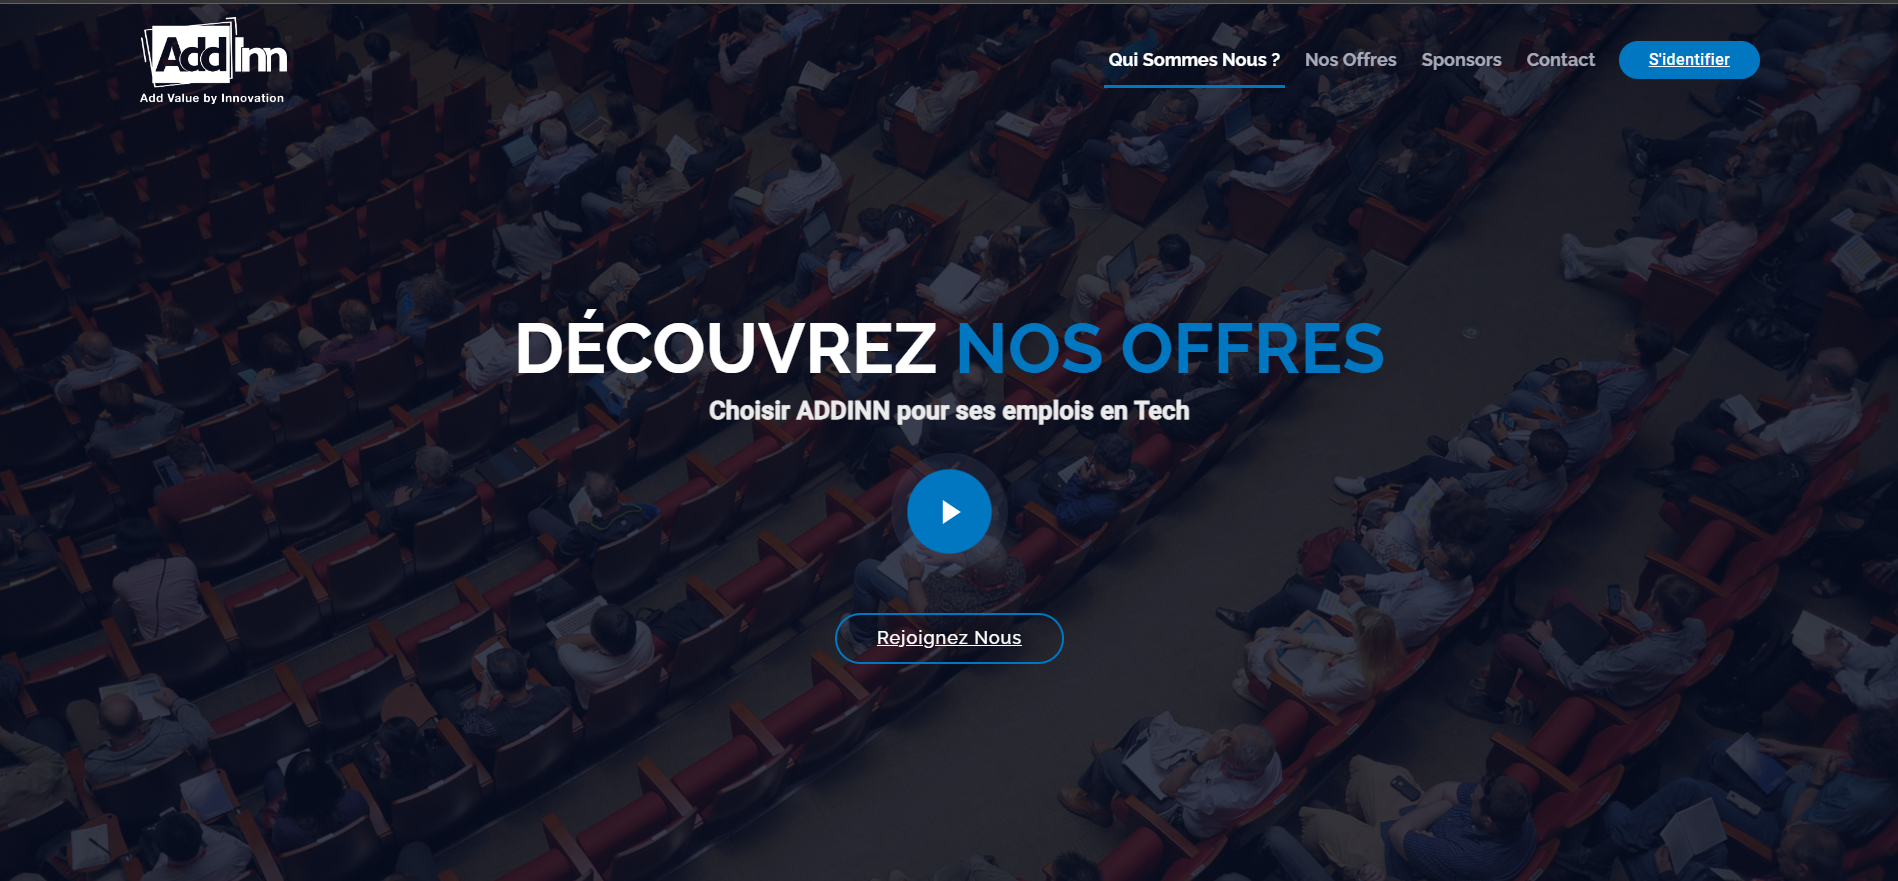 AddInn
Add Value by Innovation
Qui Sommes Nous ?
Nos Offres
Sponsors
Contact
S'identifier
DÉCOUVREZ NOS OFFRES
Choisir ADDINN pour ses emplois en Tech
Rejoignez Nous